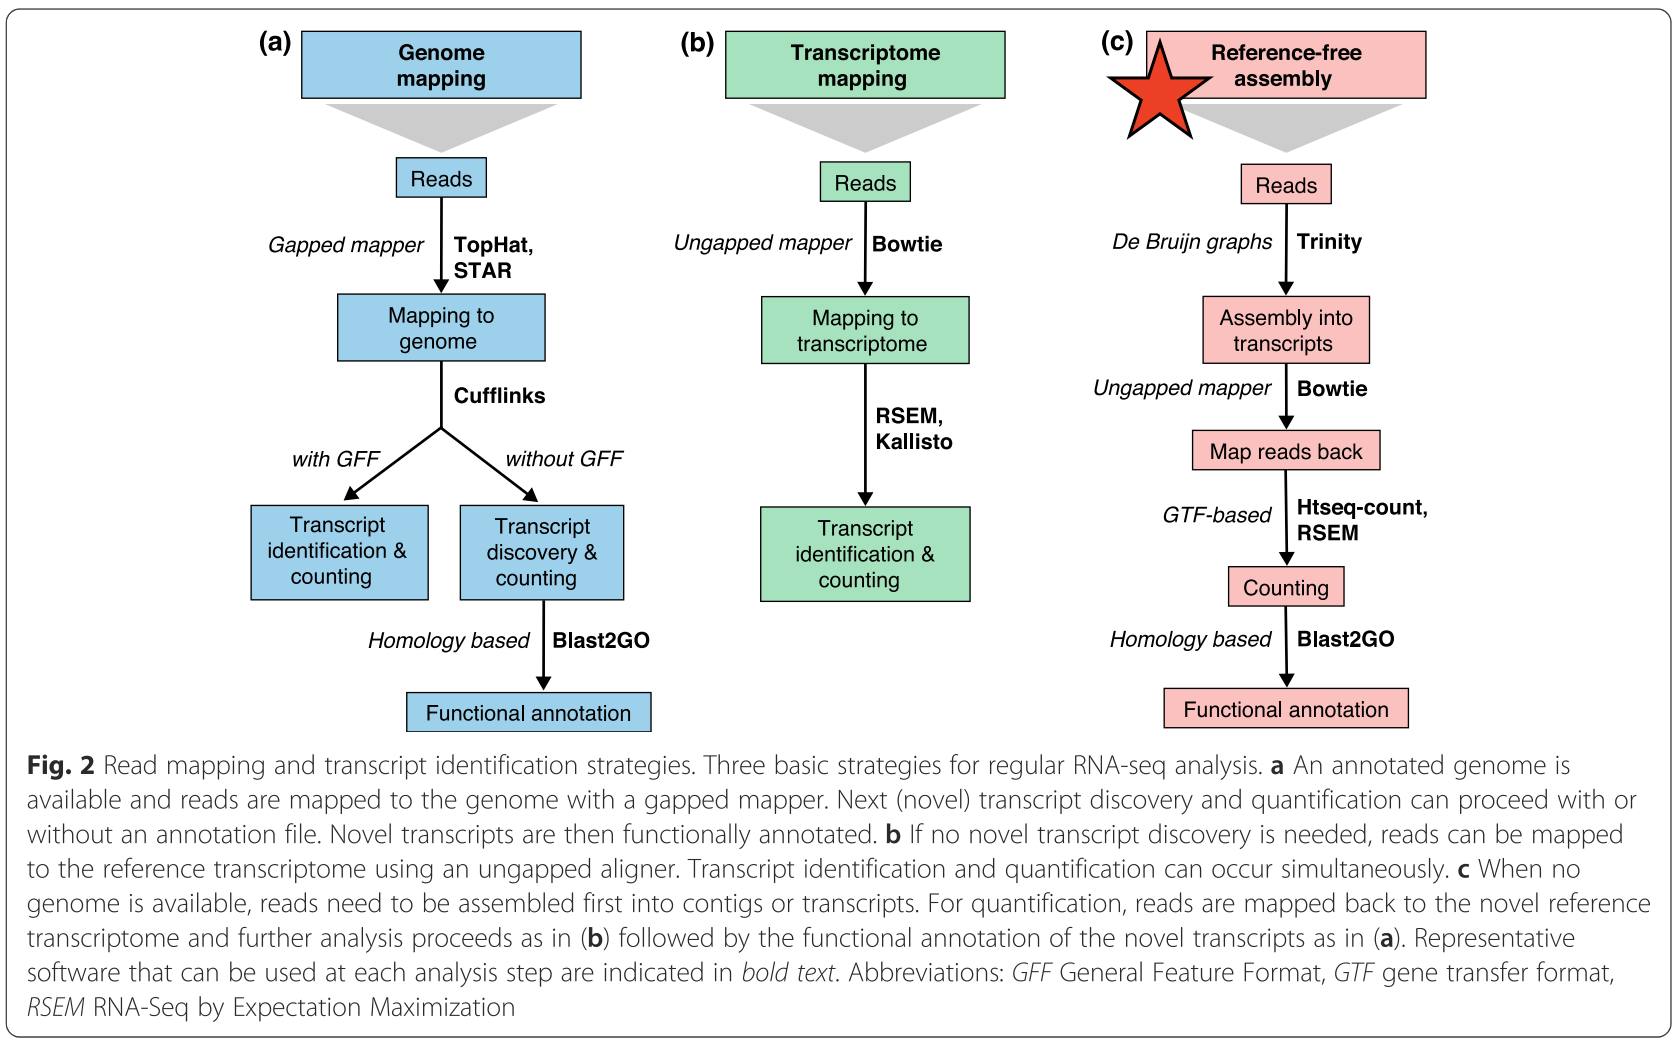 (a)
Genome
mapping
Reads
Gapped mapper
TopHat,
STAR
Mapping to
genome
Cufflinks
with GFF
without GFF
Transcript
identification &
counting
Transcript
discovery &
counting
Homology based
Blast2GO
Functional annotation
(b)
Transcriptome
mapping
Reads
Ungapped mapper
Bowtie
Mapping to
transcriptome
RSEM,
Kallisto
Transcript
identification &
counting
(c)
Reference-free
assembly
Reads
De Bruijn graphs
Trinity
Assembly into
transcripts
Ungapped mapper
Bowtie
Map reads back
GTF-based
Htseq-count,
RSEM
Counting
Homology based
Blast2GO
Functional annotation
Fig. 2 Read mapping and transcript identification strategies. Three basic strategies for regular RNA-seq analysis. a An annotated genome is
available and reads are mapped to the genome with a gapped mapper. Next (novel) transcript discovery and quantification can proceed with or
without an annotation file. Novel transcripts are then functionally annotated. b If no novel transcript discovery is needed, reads can be mapped
to the reference transcriptome using an ungapped aligner. Transcript identification and quantification can occur simultaneously. c When no
genome is available, reads need to be assembled first into contigs or transcripts. For quantification, reads are mapped back to the novel reference
transcriptome and further analysis proceeds as in (b) followed by the functional annotation of the novel transcripts as in (a). Representative
software that can be used at each analysis step are indicated in bold text. Abbreviations: GFF General Feature Format, GTF gene transfer format,
RSEM RNA-Seq by Expectation Maximization